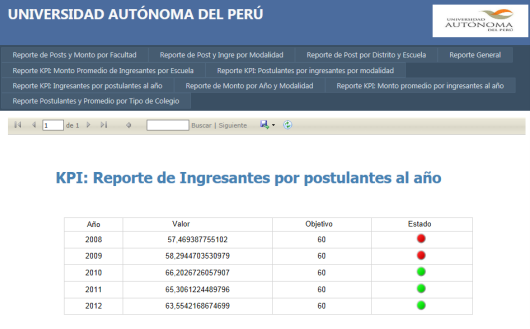 UNIVERSIDAD AUTÓNOMA DEL PERÚ
UNIVERSIDAD
AUTONOMA
DEL PERÚ
Reporte de Posts y Monto por Facultad Reporte de Post y Ingre por Modalidad Reporte de Post por Distrito y Escuela Reporte General
Reporte KPI: Monto Promedio de Ingresantes por Escuela Reporte KPI: Postulantes por ingresantes por modalidad
Reporte KPI: Ingresantes por postulantes al año Reporte de Monto por Año y Modalidad Reporte KPI: Monto promedio por ingresantes al año
Reporte Postulantes y Promedio por Tipo de Colegio
1 de 1 Buscar | Siguiente
KPI: Reporte de Ingresantes por postulantes al año
Año Valor Objetivo Estado
2008 57,469387755102 60
2009 58,2944703530979 60
2010 66,2026726057907 60
2011 65,3061224489796 60
2012 63,5542168674699 60